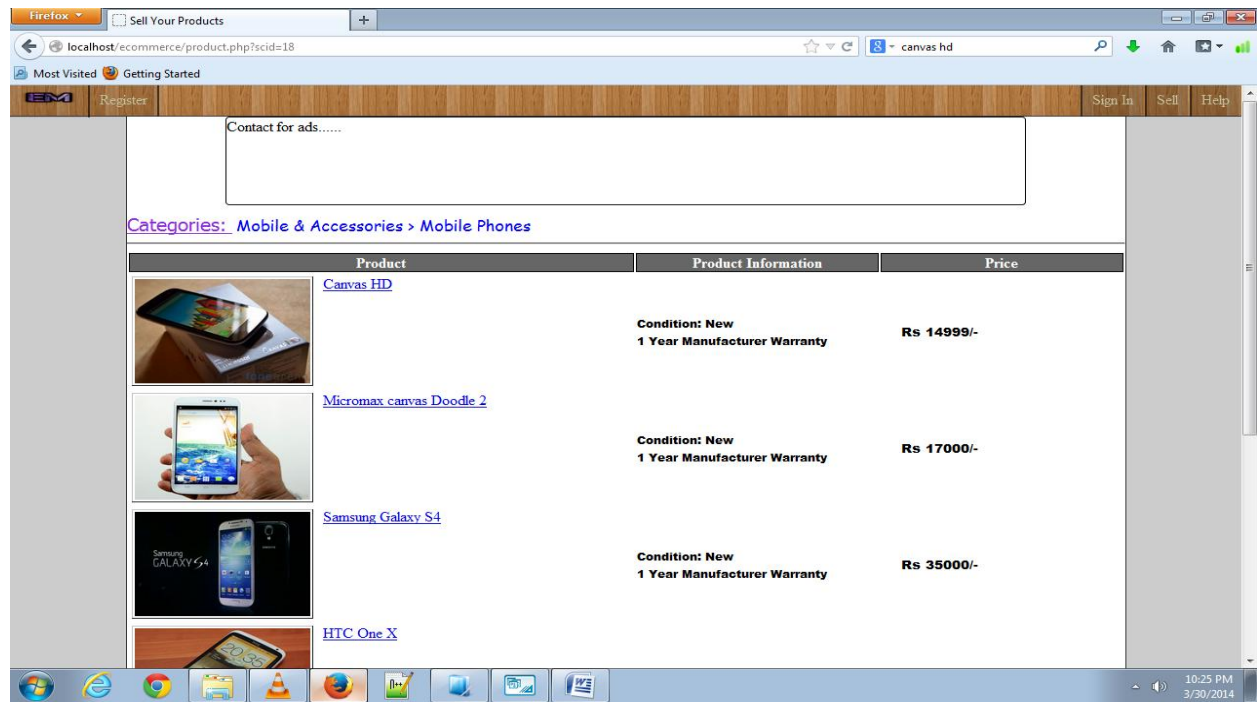 Firefox
Sell Your Products
localhost/ecommerce/product.php?scid=18
canvas hd
Most Visited Getting Started
EM Register Sign In Sell Help
Contact for ads......
Categories: Mobile & Accessories > Mobile Phones
Product Product Information Price
Canvas HD
Condition: New
1 Year Manufacturer Warranty
Rs 14999/-
Micromax canvas Doodle 2
Condition: New
1 Year Manufacturer Warranty
Rs 17000/-
Samsung Galaxy S4
Samsung
GALAXY S4
Condition: New
1 Year Manufacturer Warranty
Rs 35000/-
HTC One X
20:35
10:25 PM
3/30/2014